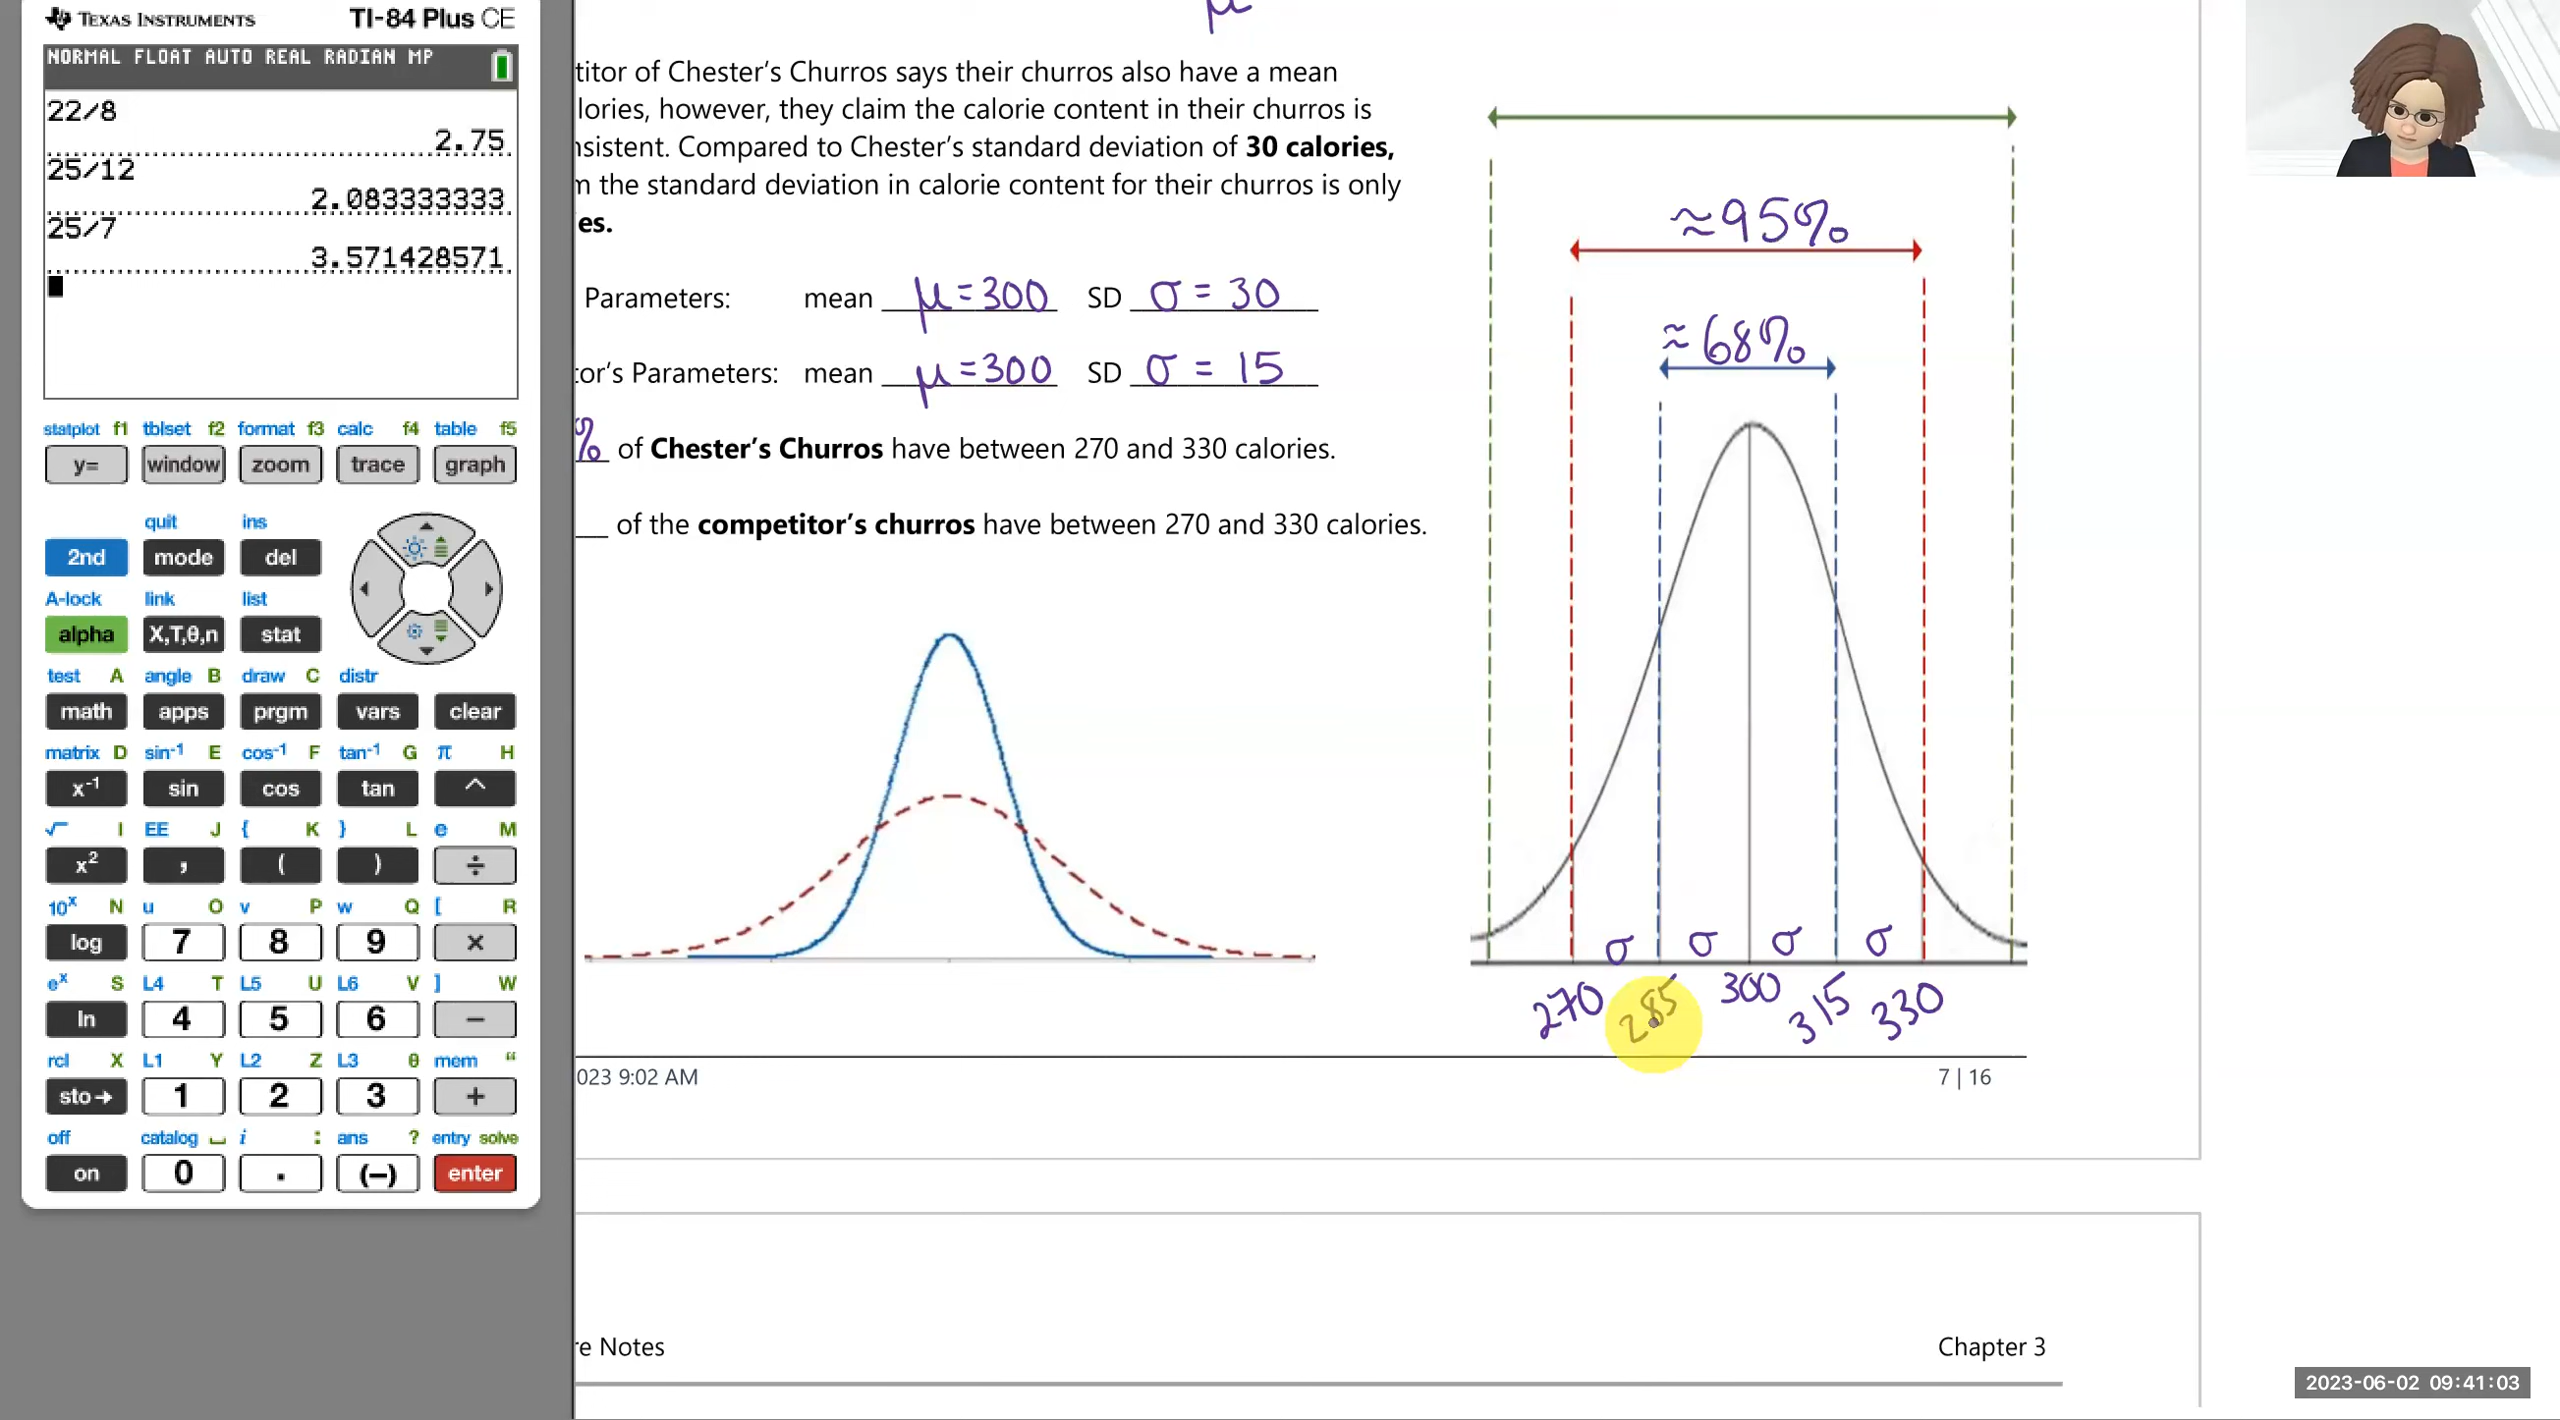 TEXAS INSTRUMENTS TI-84 Plus CE
NORMAL FLOAT AUTO REAL RADIAN MP
22/8
2.75
25/12
2.083333333
25/7
3.571428571
statplot f1 tblset f2 format f3 calc f4 table f5
y= window zoom trace graph
quit ins
2nd mode del
A-lock link list
alpha X,T,θ,n stat
test A angle B draw C distr
math apps prgm vars clear
matrix D sin-1 E cos-1 F tan-1 G π H
x-1 sin cos tan ^
√ I EE J { K } L e M
x2 , ( ) ÷
10x N u O v P w Q [ R
log 7 8 9 ×
ex S L4 T L5 U L6 V ] W
ln 4 5 6 −
rcl X L1 Y L2 Z L3 θ mem “
sto→ 1 2 3 +
off catalog i : ans ? entry solve
on 0 . (−) enter
μ
titor of Chester’s Churros says their churros also have a mean
lories, however, they claim the calorie content in their churros is
nsistent. Compared to Chester’s standard deviation of 30 calories,
m the standard deviation in calorie content for their churros is only
es.
Parameters: mean μ = 300 SD σ = 30
tor’s Parameters: mean μ = 300 SD σ = 15
% of Chester’s Churros have between 270 and 330 calories.
of the competitor’s churros have between 270 and 330 calories.
≈95%
≈68%
σ σ σ σ
270 285 300 315 330
023 9:02 AM
7 | 16
re Notes
Chapter 3
2023-06-02 09:41:03